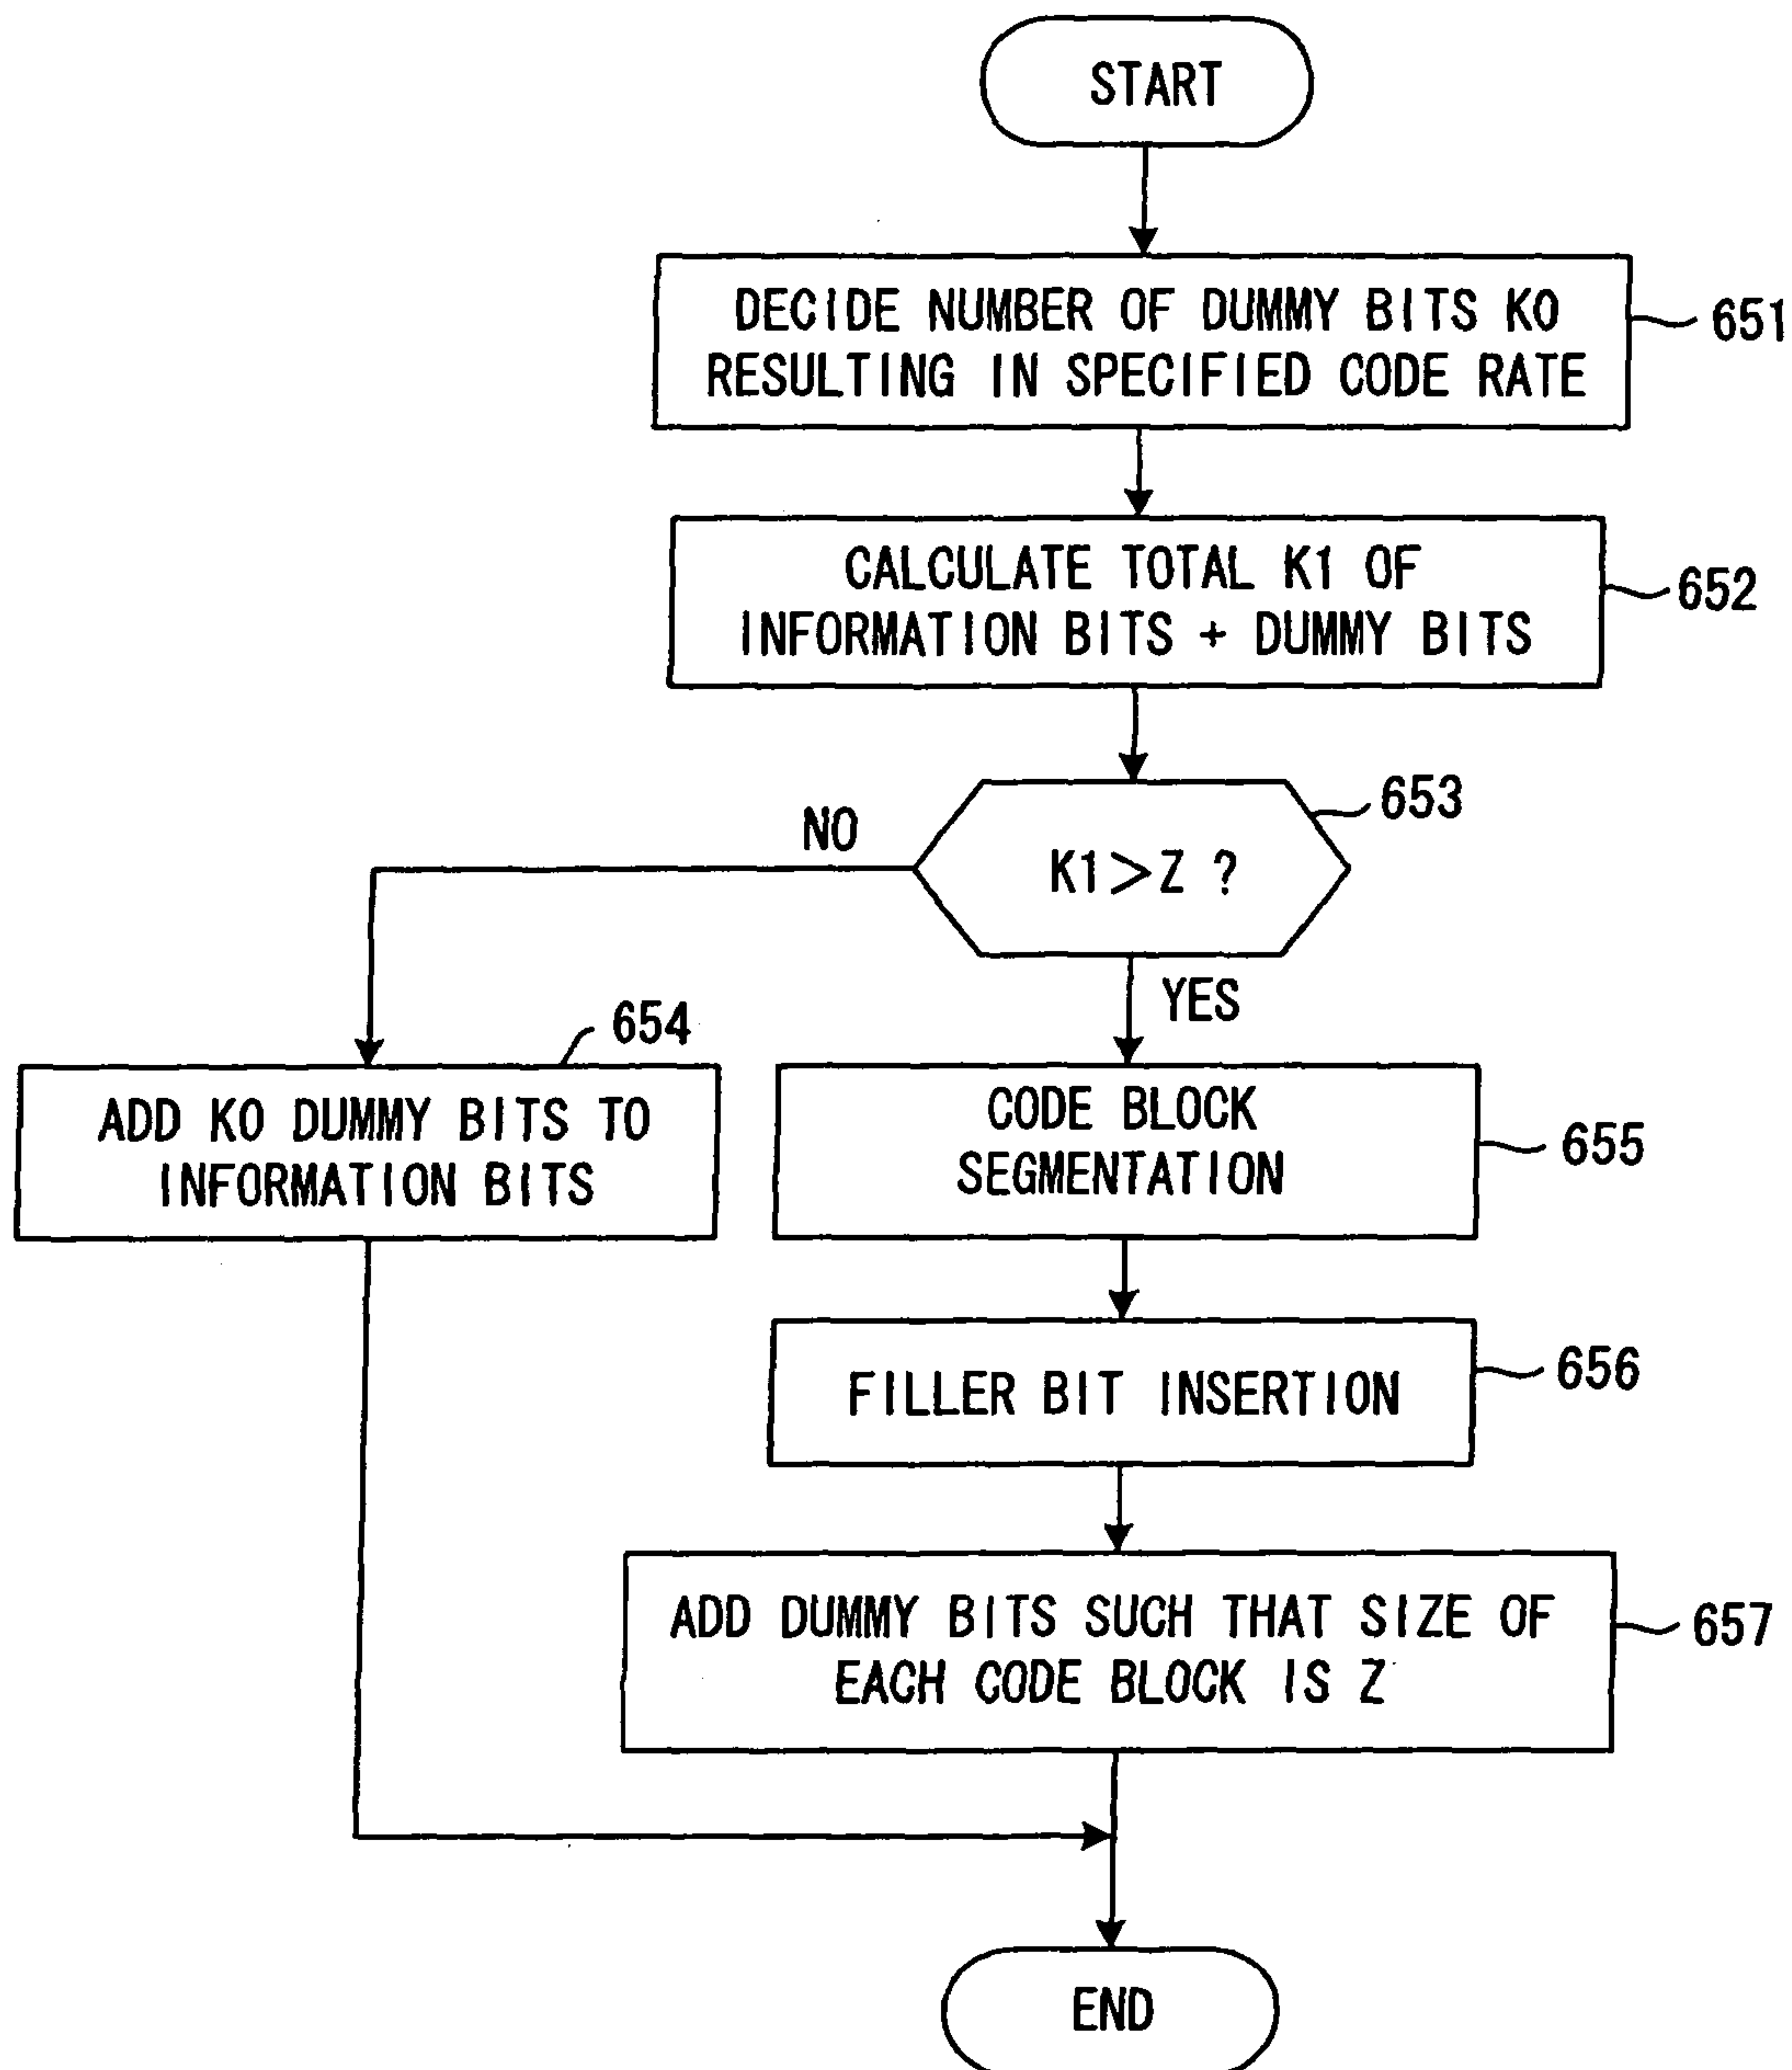 START
DECIDE NUMBER OF DUMMY BITS K0
RESULTING IN SPECIFIED CODE RATE
651
CALCULATE TOTAL K1 OF
INFORMATION BITS + DUMMY BITS
652
653
K1>Z ?
NO
YES
654
ADD K0 DUMMY BITS TO
INFORMATION BITS
CODE BLOCK
SEGMENTATION
655
FILLER BIT INSERTION
656
ADD DUMMY BITS SUCH THAT SIZE OF
EACH CODE BLOCK IS Z
657
END